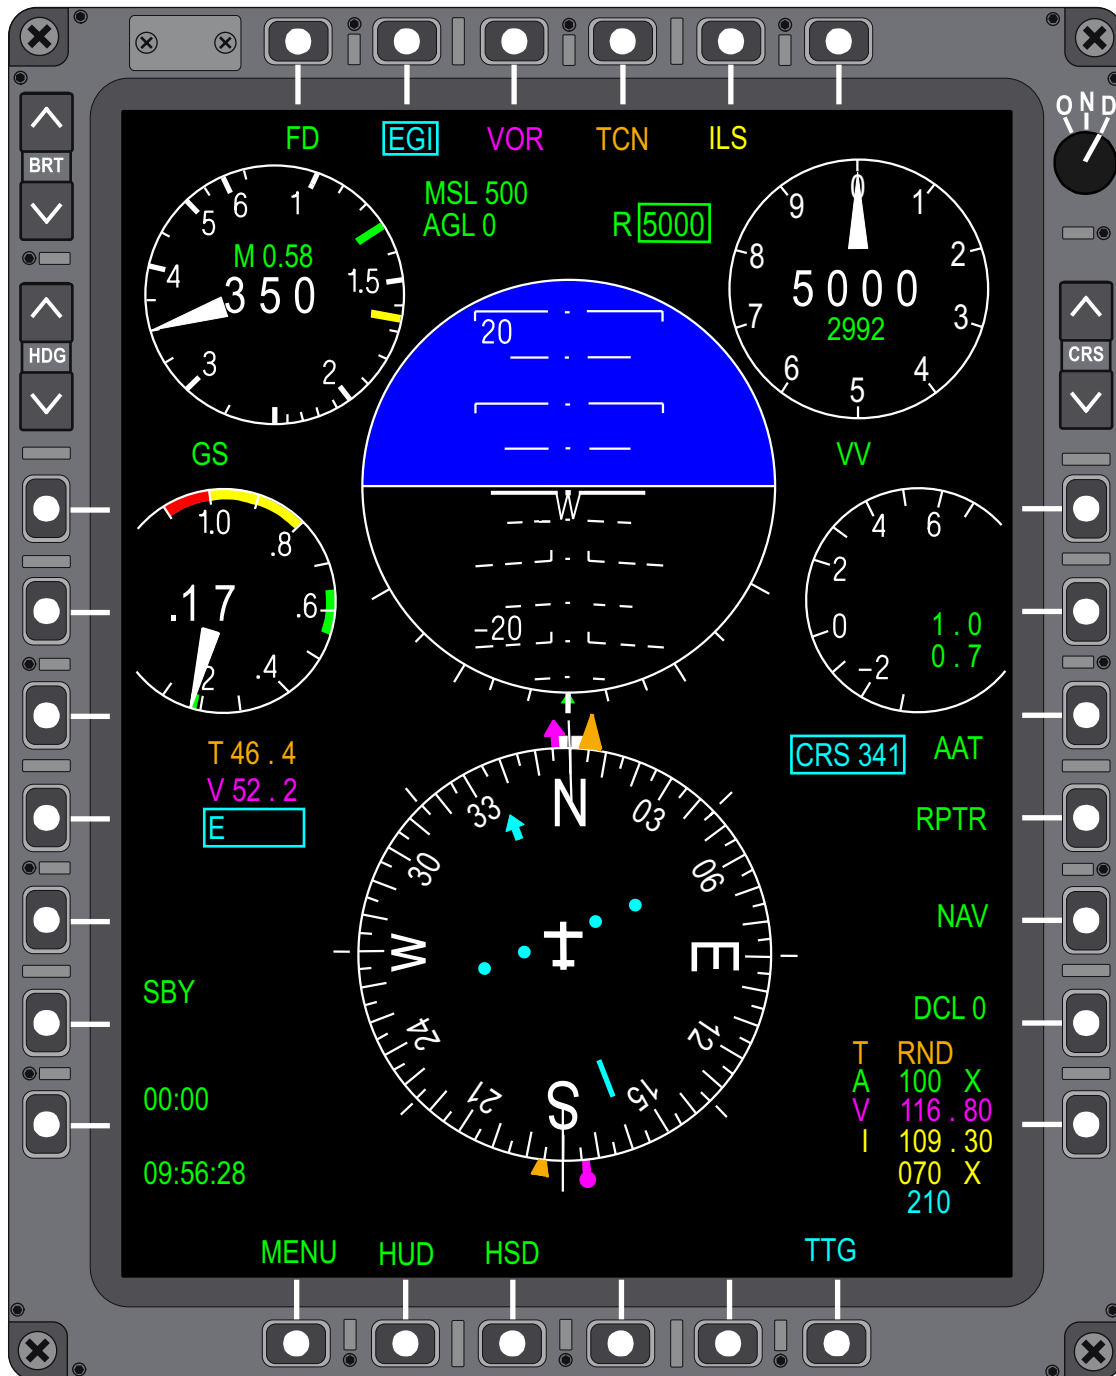 O N D
FD EGI VOR TCN ILS
BRT
MSL 500
AGL 0
R 5000
6 1
5
M 0.58
4 1.5
350
3 2
0
9 1
8 2
5000
7 3
2992
6 4
5
HDG
CRS
20
-20
GS
VV
1.0
.8
.17
.6
.4
2
4 6
2
0
-2
1.0
0.7
T 46.4
V 52.2
E
CRS 341
AAT
RPTR
NAV
DCL 0
N
33 03
30 06
W E
24 12
21 15
S
SBY
00:00
09:56:28
T RND
A 100 X
V 116.80
I 109.30
070 X
210
MENU HUD HSD TTG